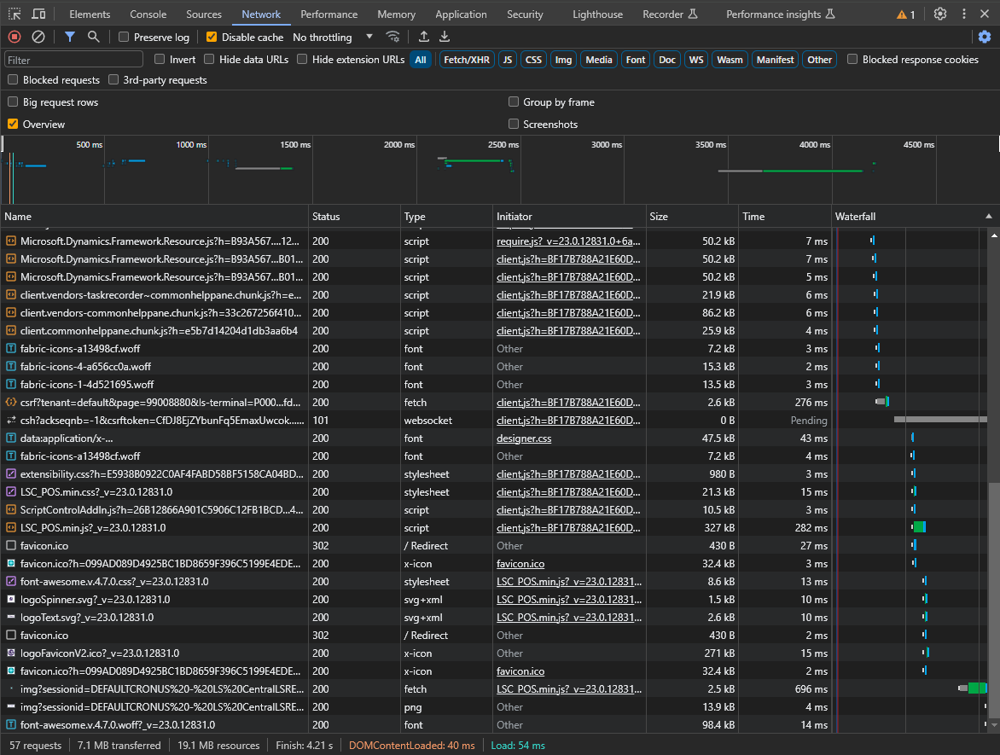 Elements Console Sources Network Performance Memory Application Security Lighthouse Recorder Performance insights 1
Preserve log Disable cache No throttling
Filter Invert Hide data URLs Hide extension URLs All Fetch/XHR JS CSS Img Media Font Doc WS Wasm Manifest Other Blocked response cookies
Blocked requests 3rd-party requests
Big request rows Group by frame
Overview Screenshots
500 ms 1000 ms 1500 ms 2000 ms 2500 ms 3000 ms 3500 ms 4000 ms 4500 ms
Name Status Type Initiator Size Time Waterfall
Microsoft.Dynamics.Framework.Resource.js?h=B93A567....12... 200 script require.js?_v=23.0.12831.0+6a... 50.2 kB 7 ms
Microsoft.Dynamics.Framework.Resource.js?h=B93A567...B01... 200 script client.js?h=BF17B788A21E60D... 50.2 kB 7 ms
Microsoft.Dynamics.Framework.Resource.js?h=B93A567...B01... 200 script client.js?h=BF17B788A21E60D... 50.2 kB 5 ms
client.vendors-taskrecorder~commonhelppane.chunk.js?h=e... 200 script client.js?h=BF17B788A21E60D... 21.9 kB 6 ms
client.vendors-commonhelppane.chunk.js?h=33c267256f410... 200 script client.js?h=BF17B788A21E60D... 86.2 kB 6 ms
client.commonhelppane.chunk.js?h=e5b7d14204d1db3aa6b4 200 script client.js?h=BF17B788A21E60D... 25.9 kB 4 ms
fabric-icons-a13498cf.woff 200 font Other 7.2 kB 3 ms
fabric-icons-4-a656cc0a.woff 200 font Other 15.3 kB 2 ms
fabric-icons-1-4d521695.woff 200 font Other 13.5 kB 3 ms
csrf?tenant=default&page=99008880&ls-terminal=P000...fd... 200 fetch client.js?h=BF17B788A21E60D... 2.6 kB 276 ms
csh?ackseqnb=-1&csrftoken=CfDJ8EjZYbunFq5EmaxUwcok...... 101 websocket client.js?h=BF17B788A21E60D... 0 B Pending
data:application/x-... 200 font designer.css 47.5 kB 43 ms
fabric-icons-a13498cf.woff 200 font Other 7.2 kB 4 ms
extensibility.css?h=E5938B0922C0AF4FABD58BF5158CA04BD... 200 stylesheet client.js?h=BF17B788A21E60D... 980 B 3 ms
LSC_POS.min.css?_v=23.0.12831.0 200 stylesheet client.js?h=BF17B788A21E60D... 21.3 kB 15 ms
ScriptControlAddIn.js?h=26B12866A901C5906C12FB1BCD...4... 200 script client.js?h=BF17B788A21E60D... 10.5 kB 3 ms
LSC_POS.min.js?_v=23.0.12831.0 200 script client.js?h=BF17B788A21E60D... 327 kB 282 ms
favicon.ico 302 / Redirect Other 430 B 27 ms
favicon.ico?h=099AD089D4925BC1BD8659F396C5199E4EDE... 200 x-icon favicon.ico 32.4 kB 3 ms
font-awesome.v.4.7.0.css?_v=23.0.12831.0 200 stylesheet LSC_POS.min.js?_v=23.0.12831... 8.6 kB 13 ms
logoSpinner.svg?_v=23.0.12831.0 200 svg+xml LSC_POS.min.js?_v=23.0.12831... 1.5 kB 10 ms
logoText.svg?_v=23.0.12831.0 200 svg+xml LSC_POS.min.js?_v=23.0.12831... 2.6 kB 10 ms
favicon.ico 302 / Redirect Other 430 B 2 ms
logoFaviconV2.ico?_v=23.0.12831.0 200 x-icon Other 271 kB 15 ms
favicon.ico?h=099AD089D4925BC1BD8659F396C5199E4EDE... 200 x-icon favicon.ico 32.4 kB 2 ms
img?sessionid=DEFAULTCRONUS%20-%20LS%20CentralLSRE... 200 fetch LSC_POS.min.js?_v=23.0.12831... 2.5 kB 696 ms
img?sessionid=DEFAULTCRONUS%20-%20LS%20CentralLSRE... 200 png Other 13.9 kB 4 ms
font-awesome.v.4.7.0.woff?_v=23.0.12831.0 200 font Other 98.4 kB 14 ms
57 requests 7.1 MB transferred 19.1 MB resources Finish: 4.21 s DOMContentLoaded: 40 ms Load: 54 ms